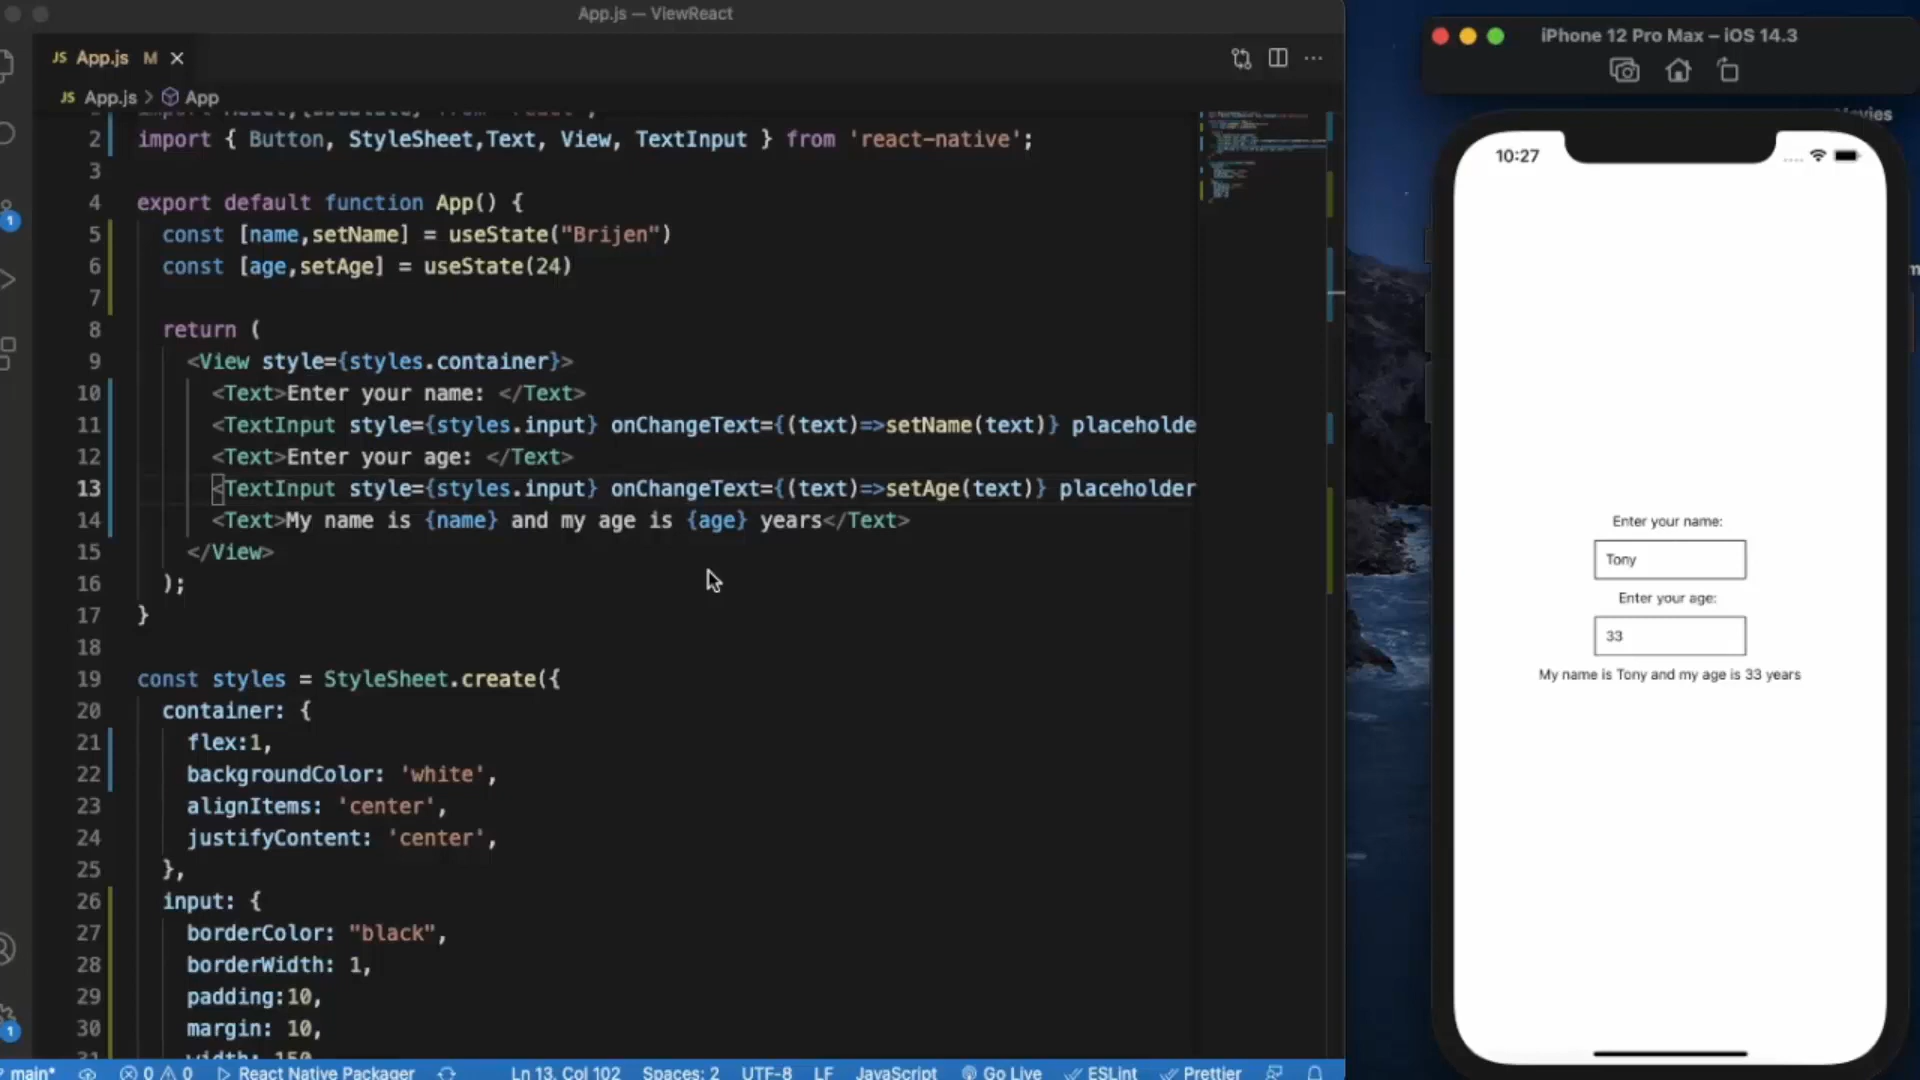 App.js — ViewReact
JS App.js M
JS App.js > App
2 import { Button, StyleSheet,Text, View, TextInput } from 'react-native';
3
4 export default function App() {
5 const [name,setName] = useState("Brijen")
6 const [age,setAge] = useState(24)
7
8 return (
9 <View style={styles.container}>
10 <Text>Enter your name: </Text>
11 <TextInput style={styles.input} onChangeText={(text)=>setName(text)} placeholde
12 <Text>Enter your age: </Text>
13 <TextInput style={styles.input} onChangeText={(text)=>setAge(text)} placeholder
14 <Text>My name is {name} and my age is {age} years</Text>
15 </View>
16 );
17 }
18
19 const styles = StyleSheet.create({
20 container: {
21 flex:1,
22 backgroundColor: 'white',
23 alignItems: 'center',
24 justifyContent: 'center',
25 },
26 input: {
27 borderColor: "black",
28 borderWidth: 1,
29 padding:10,
30 margin: 10,
1
1
main* 0 0 React Native Packager Ln 13, Col 102 Spaces: 2 UTF-8 LF JavaScript Go Live ESLint Prettier
iPhone 12 Pro Max – iOS 14.3
10:27
Enter your name:
Tony
Enter your age:
33
My name is Tony and my age is 33 years